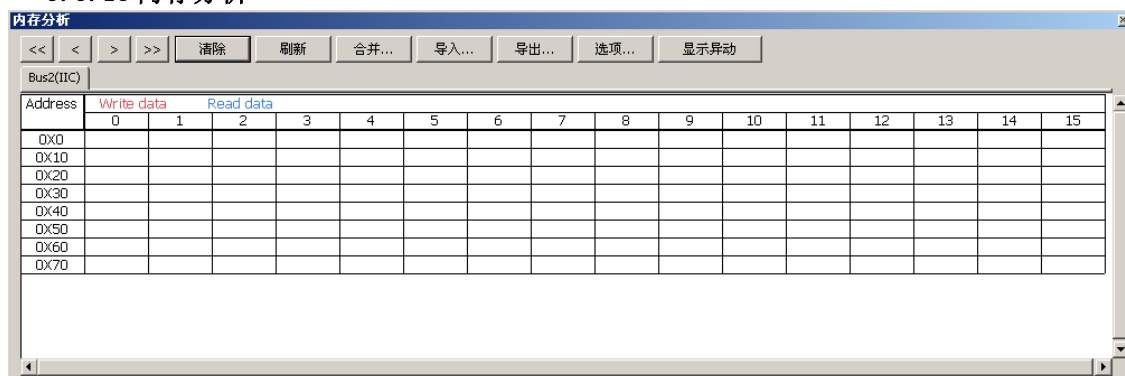 内存分析
<< < > >> 清除 刷新 合并... 导入... 导出... 选项... 显示异动
Bus2(IIC)
Address Write data Read data
0 1 2 3 4 5 6 7 8 9 10 11 12 13 14 15
0X0
0X10
0X20
0X30
0X40
0X50
0X60
0X70